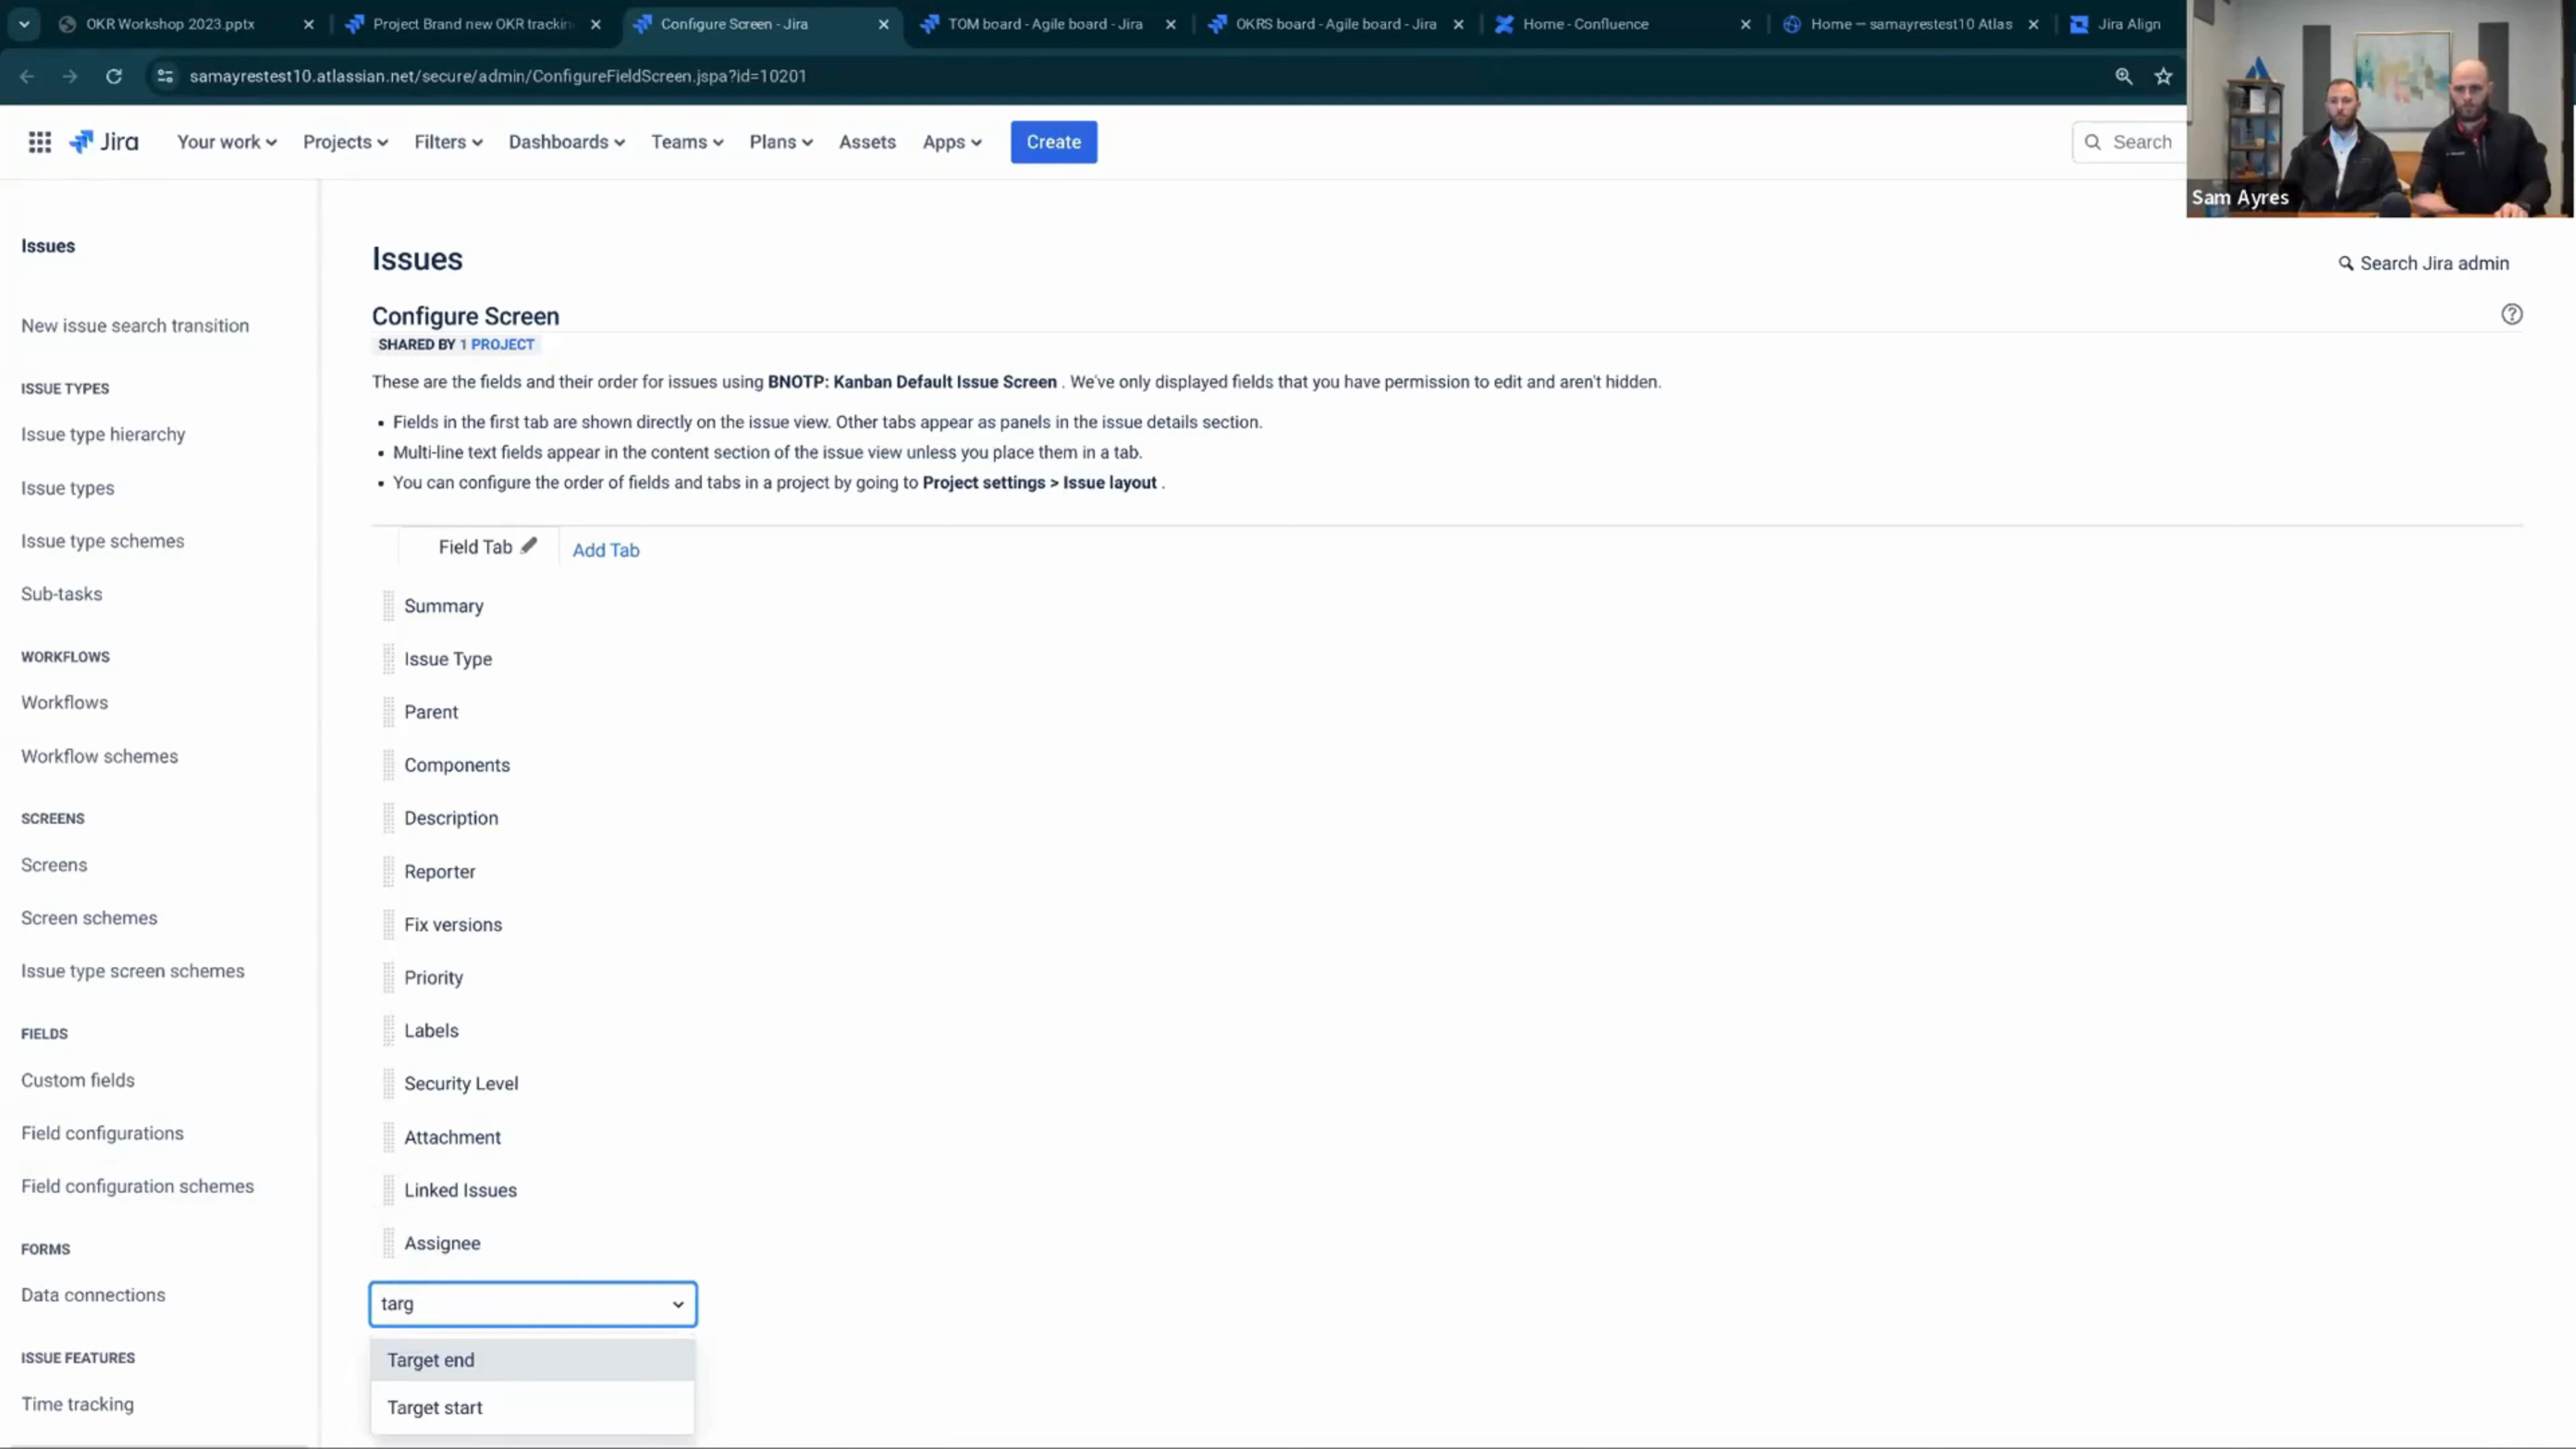 OKR Workshop 2023.pptx
Project Brand new OKR trackin
Configure Screen - Jira
TOM board - Agile board - Jira
OKRS board - Agile board - Jira
Home - Confluence
Home — samayrestest10 Atlas
Jira Align
samayrestest10.atlassian.net/secure/admin/ConfigureFieldScreen.jspa?id=10201
Jira
Your work
Projects
Filters
Dashboards
Teams
Plans
Assets
Apps
Create
Search
Sam Ayres
Issues
New issue search transition
ISSUE TYPES
Issue type hierarchy
Issue types
Issue type schemes
Sub-tasks
WORKFLOWS
Workflows
Workflow schemes
SCREENS
Screens
Screen schemes
Issue type screen schemes
FIELDS
Custom fields
Field configurations
Field configuration schemes
FORMS
Data connections
ISSUE FEATURES
Time tracking
Issues
Search Jira admin
Configure Screen
SHARED BY 1 PROJECT
These are the fields and their order for issues using BNOTP: Kanban Default Issue Screen . We've only displayed fields that you have permission to edit and aren't hidden.
• Fields in the first tab are shown directly on the issue view. Other tabs appear as panels in the issue details section.
• Multi-line text fields appear in the content section of the issue view unless you place them in a tab.
• You can configure the order of fields and tabs in a project by going to Project settings > Issue layout .
Field Tab
Add Tab
Summary
Issue Type
Parent
Components
Description
Reporter
Fix versions
Priority
Labels
Security Level
Attachment
Linked Issues
Assignee
targ
Target end
Target start